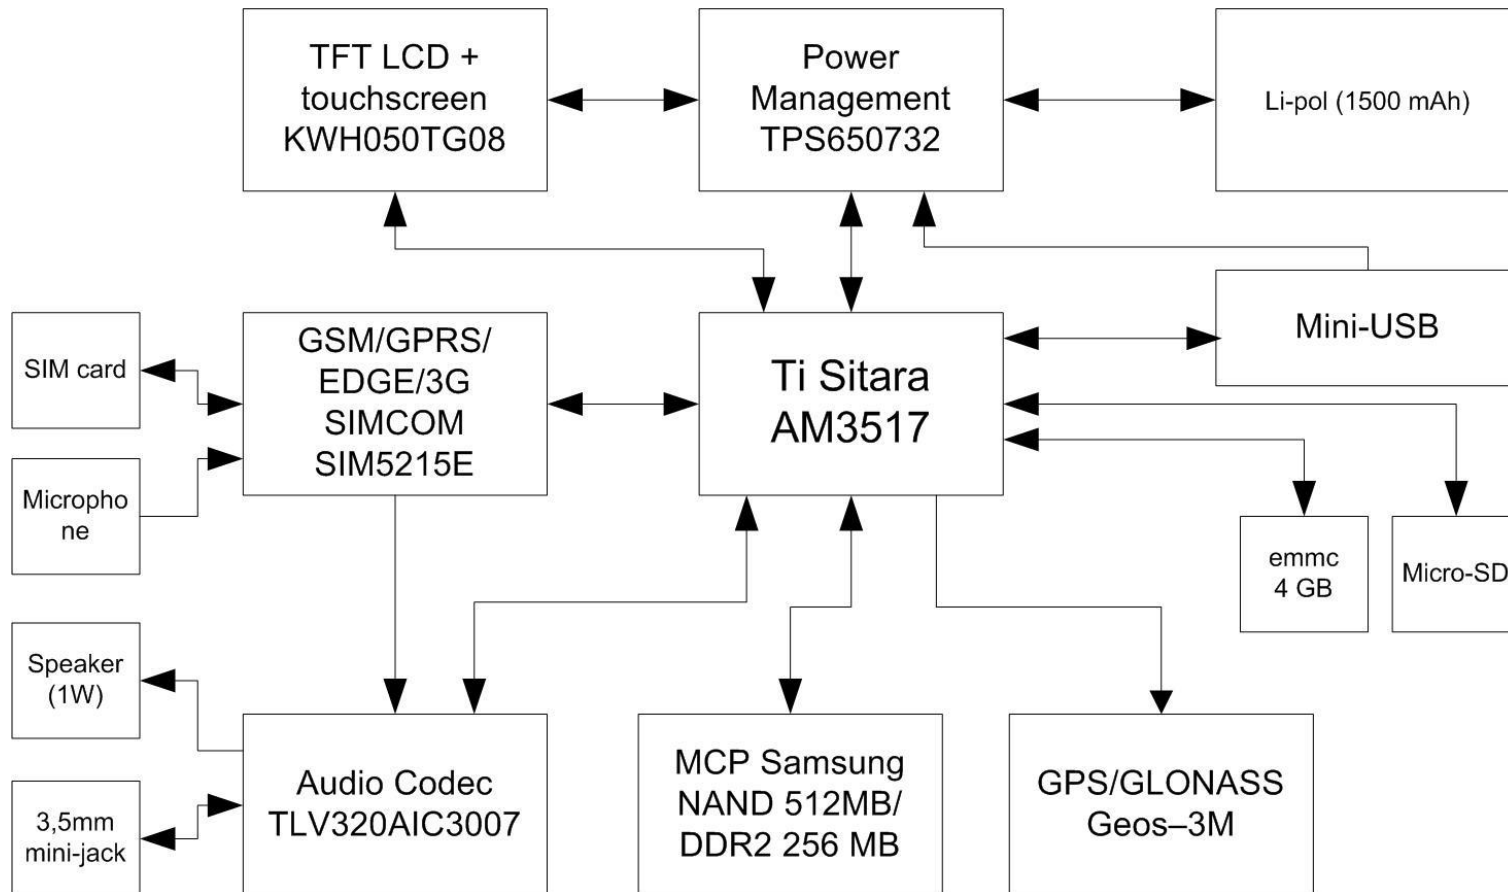 TFT LCD +
touchscreen
KWH050TG08
Power
Management
TPS650732
Li-pol (1500 mAh)
Mini-USB
SIM card
GSM/GPRS/
EDGE/3G
SIMCOM
SIM5215E
Ti Sitara
AM3517
Micropho
ne
emmc
4 GB
Micro-SD
Speaker
(1W)
Audio Codec
TLV320AIC3007
MCP Samsung
NAND 512MB/
DDR2 256 MB
GPS/GLONASS
Geos–3M
3,5mm
mini-jack